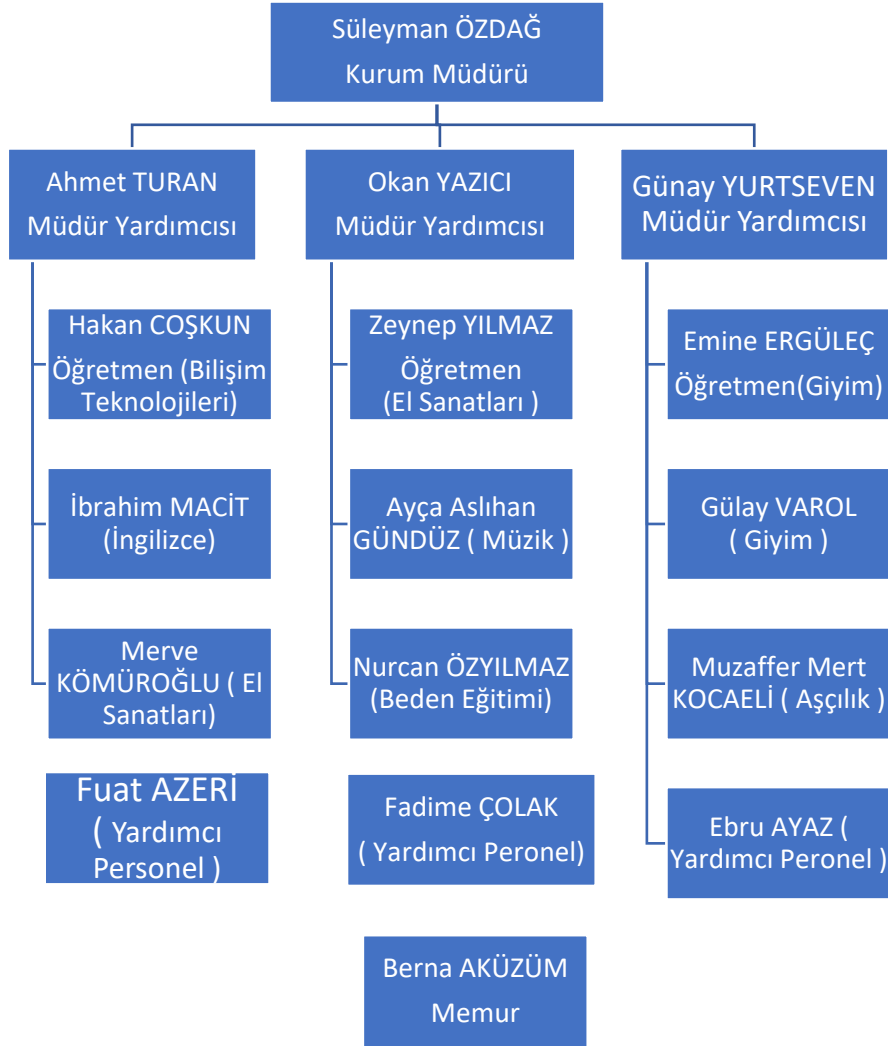 Süleyman ÖZDAĞ
Kurum Müdürü
Ahmet TURAN
Müdür Yardımcısı
Okan YAZICI
Müdür Yardımcısı
Günay YURTSEVEN
Müdür Yardımcısı
Hakan COŞKUN
Öğretmen (Bilişim
Teknolojileri)
Zeynep YILMAZ
Öğretmen
(El Sanatları )
Emine ERGÜLEÇ
Öğretmen(Giyim)
İbrahim MACİT
(İngilizce)
Ayça Aslıhan
GÜNDÜZ ( Müzik )
Gülay VAROL
( Giyim )
Merve
KÖMÜROĞLU ( El
Sanatları)
Nurcan ÖZYILMAZ
(Beden Eğitimi)
Muzaffer Mert
KOCAELİ ( Aşçılık )
Fuat AZERİ
( Yardımcı
Personel )
Fadime ÇOLAK
( Yardımcı Peronel)
Ebru AYAZ (
Yardımcı Peronel )
Berna AKÜZÜM
Memur